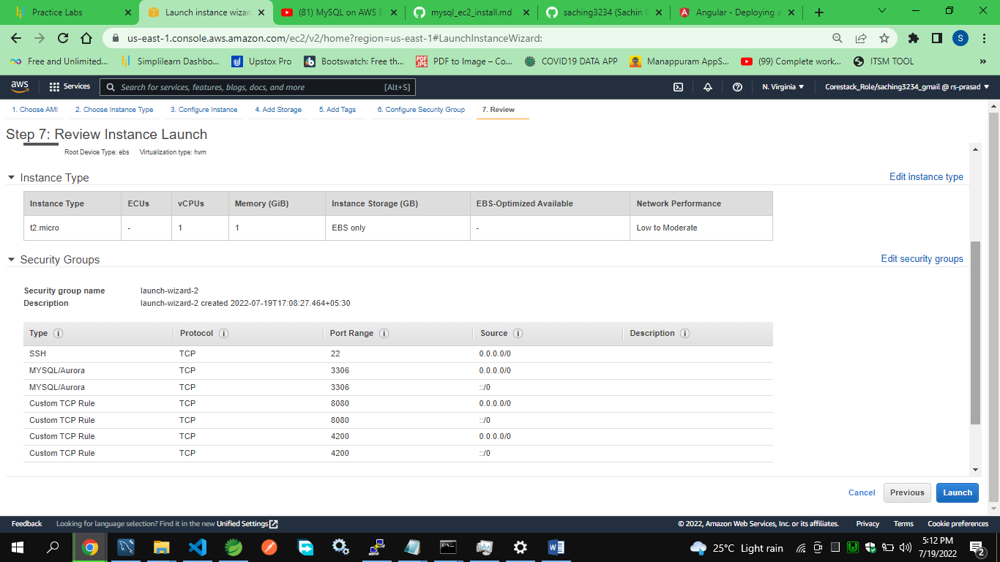 Practice Labs
Launch instance wizar
(81) MySQL on AWS E
mysql_ec2_install.md
saching3234 (Sachin G
Angular - Deploying a
us-east-1.console.aws.amazon.com/ec2/v2/home?region=us-east-1#LaunchInstanceWizard:
S
Free and Unlimited...
Simplilearn Dashbo...
Upstox Pro
Bootswatch: Free th...
PDF to Image – Co...
COVID19 DATA APP
Manappuram AppS...
(99) Complete work...
ITSM TOOL
»
aws
Services
Search for services, features, blogs, docs, and more
[Alt+S]
N. Virginia
Corestack_Role/saching3234_gmail @ rs-prasad
1. Choose AMI
2. Choose Instance Type
3. Configure Instance
4. Add Storage
5. Add Tags
6. Configure Security Group
7. Review
Step 7: Review Instance Launch
Root Device Type: ebs Virtualization type: hvm
Instance Type
Edit instance type
Instance Type ECUs vCPUs Memory (GiB) Instance Storage (GB) EBS-Optimized Available Network Performance
t2.micro - 1 1 EBS only - Low to Moderate
Security Groups
Edit security groups
Security group name launch-wizard-2
Description launch-wizard-2 created 2022-07-19T17:08:27.464+05:30
Type Protocol Port Range Source Description
SSH TCP 22 0.0.0.0/0
MYSQL/Aurora TCP 3306 0.0.0.0/0
MYSQL/Aurora TCP 3306 ::/0
Custom TCP Rule TCP 8080 0.0.0.0/0
Custom TCP Rule TCP 8080 ::/0
Custom TCP Rule TCP 4200 0.0.0.0/0
Custom TCP Rule TCP 4200 ::/0
Cancel Previous Launch
Feedback
Looking for language selection? Find it in the new Unified Settings
© 2022, Amazon Web Services, Inc. or its affiliates.
Privacy Terms Cookie preferences
25°C Light rain
5:12 PM
7/19/2022
2